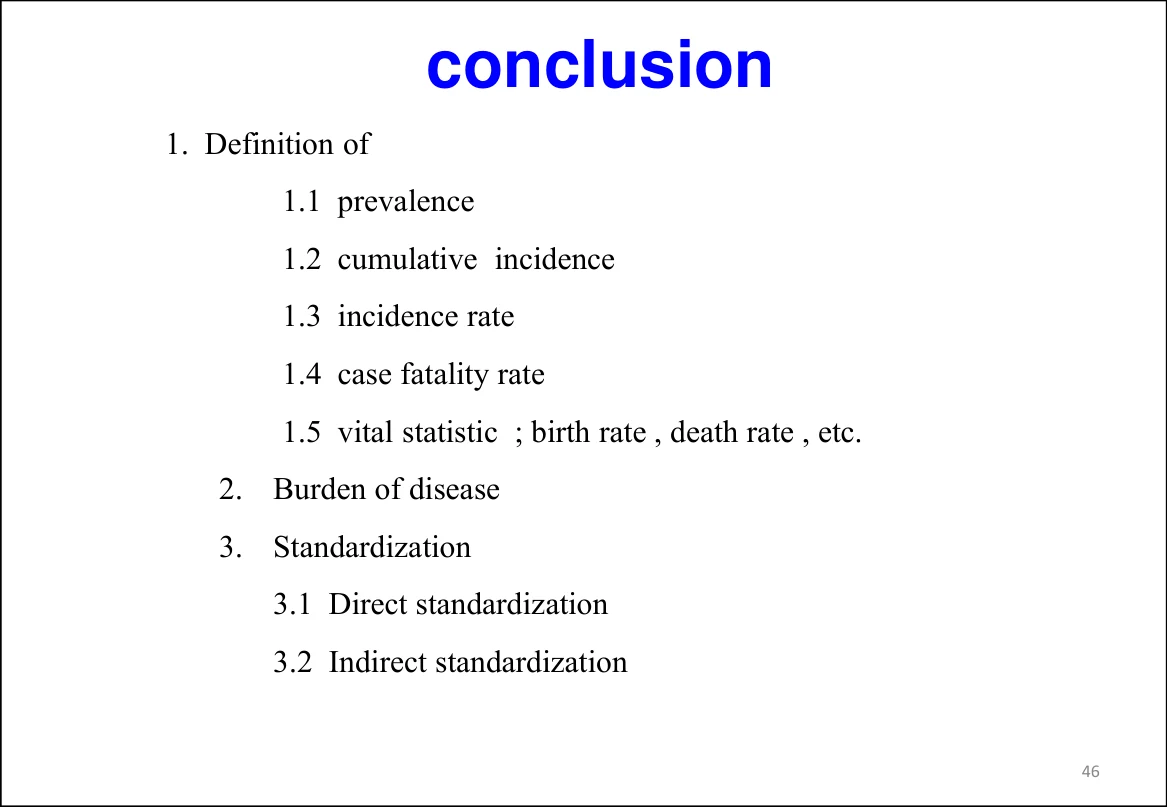 conclusion
1. Definition of
1.1 prevalence
1.2 cumulative incidence
1.3 incidence rate
1.4 case fatality rate
1.5 vital statistic ; birth rate , death rate , etc.
2. Burden of disease
3. Standardization
3.1 Direct standardization
3.2 Indirect standardization
46